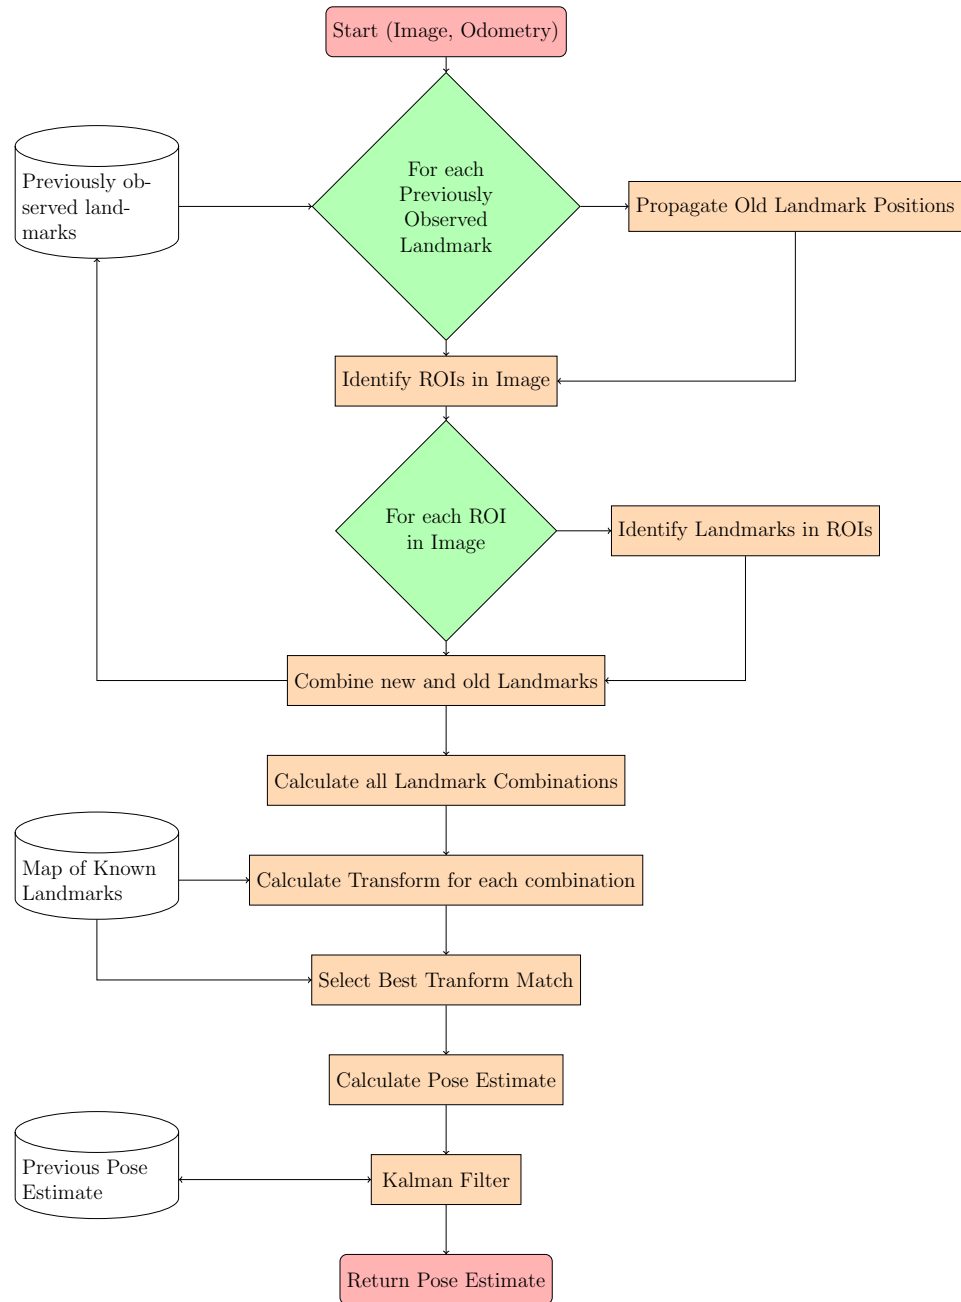 Start (Image, Odometry)
For each
Previously
Observed
Landmark
Previously ob-
served land-
marks
Propagate Old Landmark Positions
Identify ROIs in Image
For each ROI
in Image
Identify Landmarks in ROIs
Combine new and old Landmarks
Calculate all Landmark Combinations
Map of Known
Landmarks
Calculate Transform for each combination
Select Best Tranform Match
Calculate Pose Estimate
Previous Pose
Estimate
Kalman Filter
Return Pose Estimate